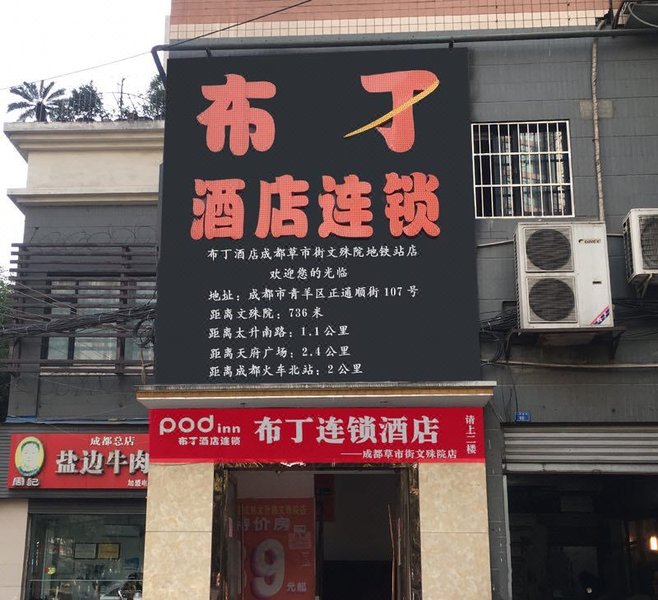 布丁
酒店连锁
布丁酒店成都草市街文殊院地铁站店
欢迎您的光临
地址：成都市青羊区正通顺街107号
距离文殊院：736米
距离太升南路：1.1公里
距离天府广场：2.4公里
距离成都火车北站：2公里
pod inn
布丁酒店连锁
布丁连锁酒店
——成都草市街文殊院店
请上二楼
成都总店
盐边牛肉
周記
加盟电
特价房
9元起